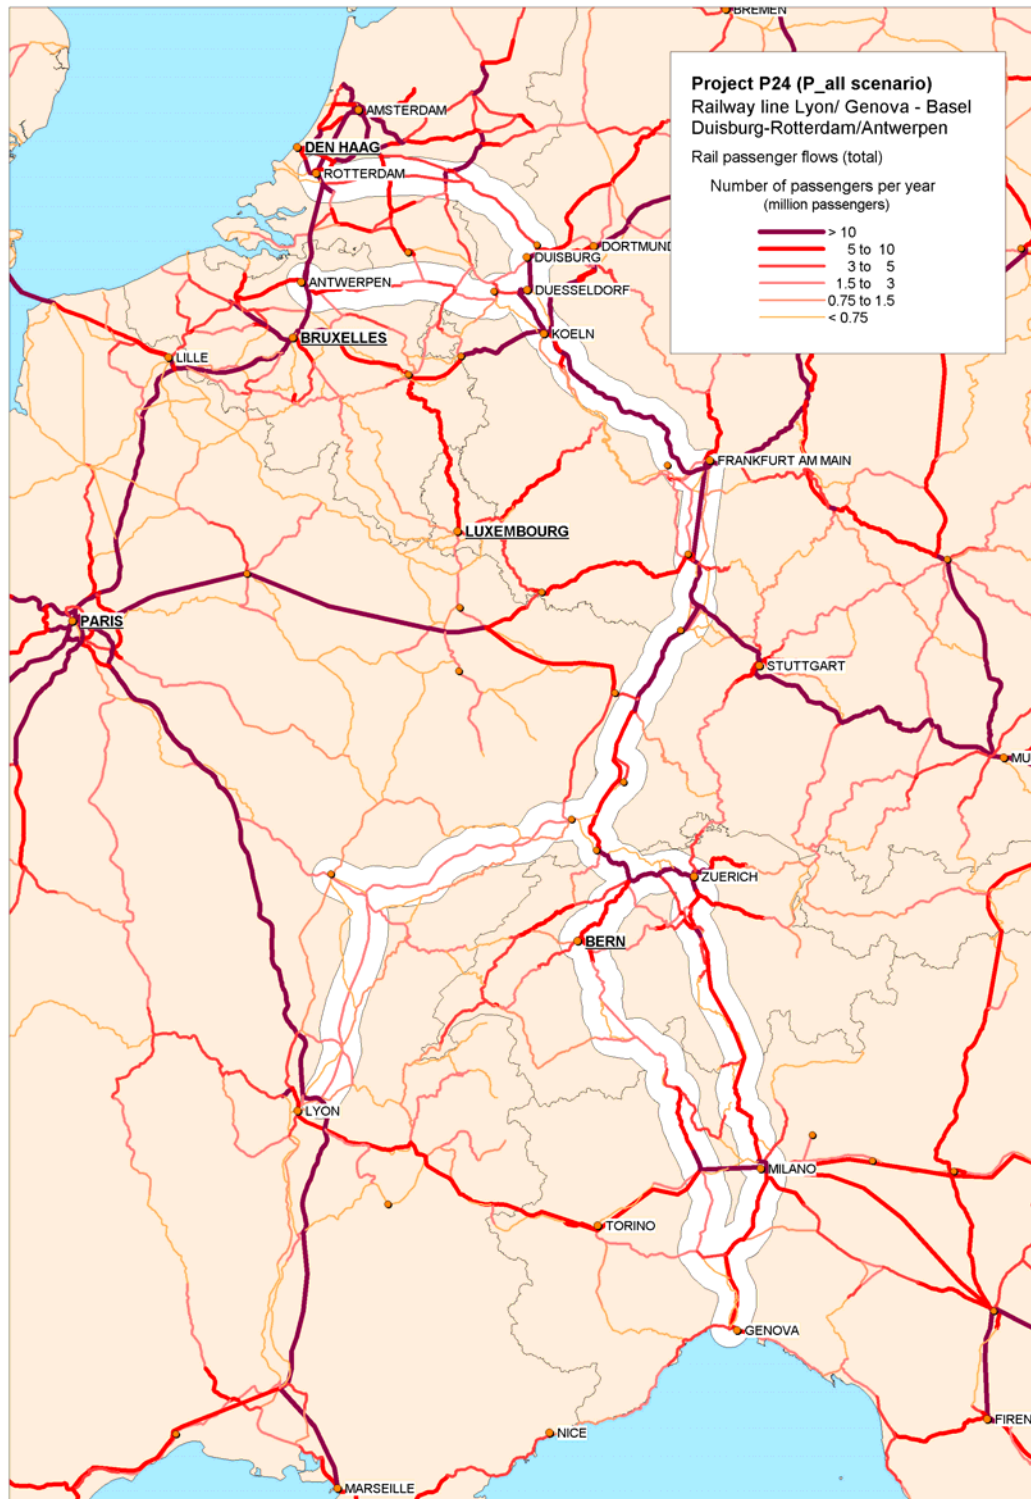 BREMEN
Project P24 (P_all scenario)
Railway line Lyon/ Genova - Basel
Duisburg-Rotterdam/Antwerpen
Rail passenger flows (total)
Number of passengers per year
(million passengers)
> 10
5 to 10
3 to 5
1.5 to 3
0.75 to 1.5
< 0.75
AMSTERDAM
DEN HAAG
ROTTERDAM
DORTMUND
DUISBURG
ANTWERPEN
DUESSELDORF
BRUXELLES
KOELN
LILLE
FRANKFURT AM MAIN
LUXEMBOURG
PARIS
STUTTGART
MU
ZUERICH
BERN
LYON
MILANO
TORINO
GENOVA
FIREN
NICE
MARSEILLE